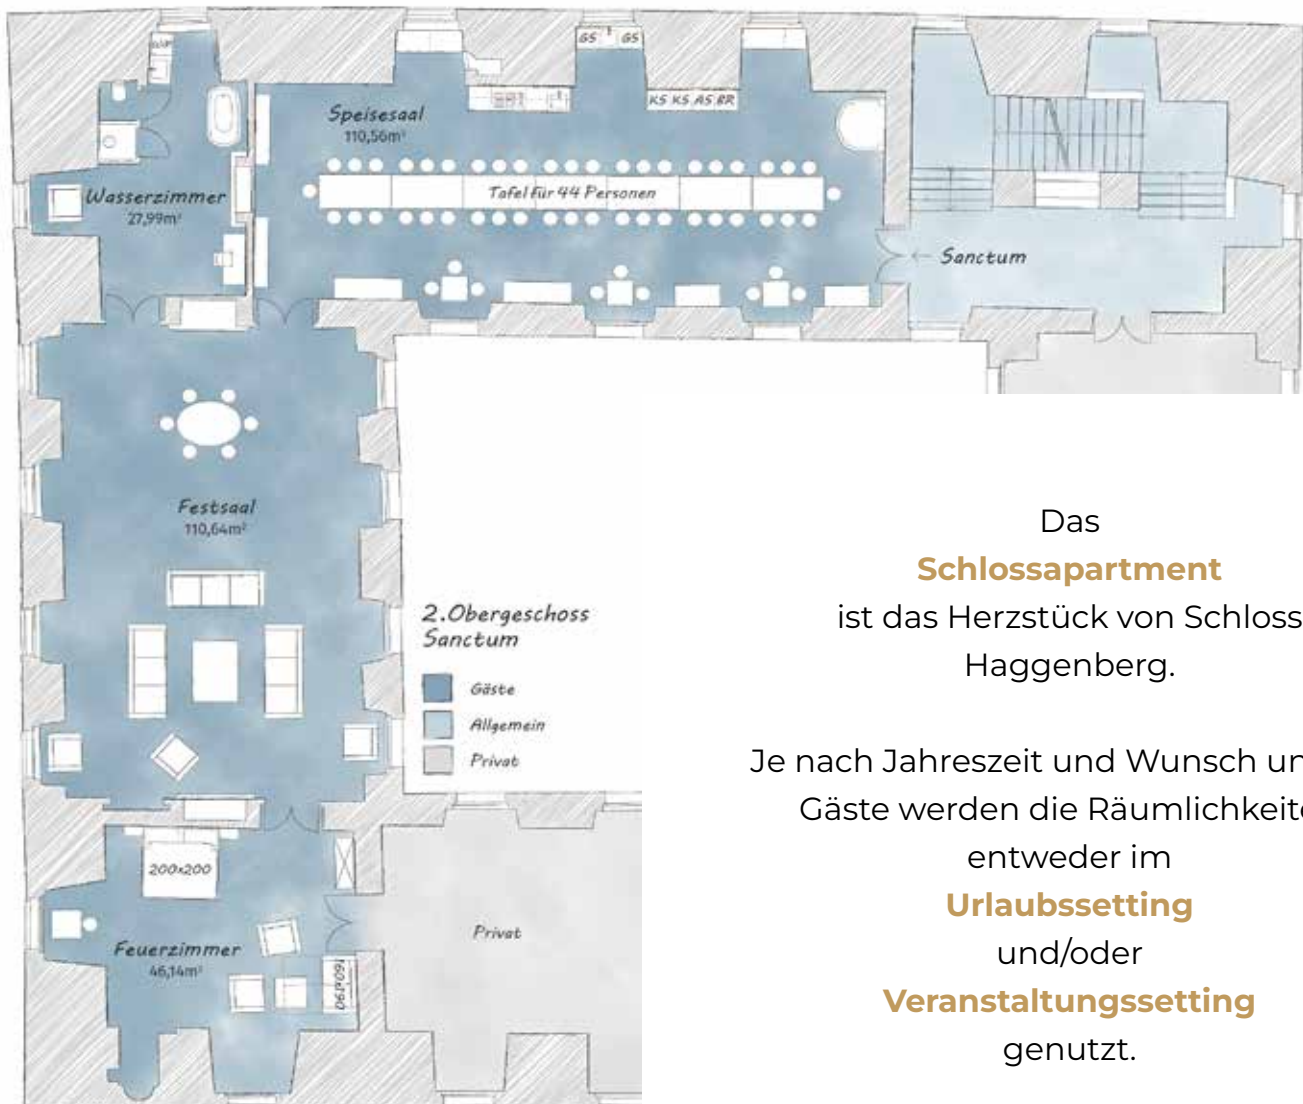 GS GS
KS KS AS BR
Speisesaal
110,56m²
Tafel für 44 Personen
Wasserzimmer
27,99m²
Sanctum
Festsaal
110,64m²
2.Obergeschoss
Sanctum
Gäste
Allgemein
Privat
200x200
Feuerzimmer
46,14m²
160x190
Privat
Das
Schlossapartment
ist das Herzstück von Schloss
Haggenberg.
Je nach Jahreszeit und Wunsch un
Gäste werden die Räumlichkeit
entweder im
Urlaubssetting
und/oder
Veranstaltungssetting
genutzt.